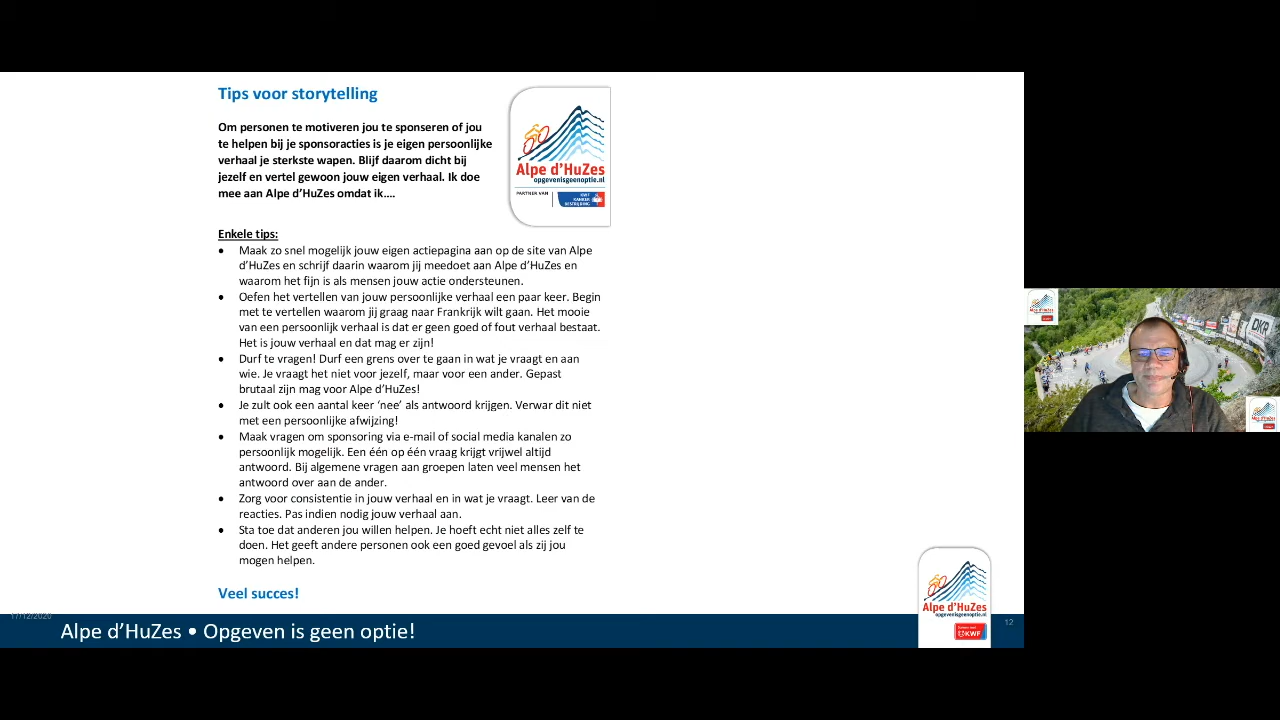 Tips voor storytelling
Om personen te motiveren jou te sponseren of jou
te helpen bij je sponsoracties is je eigen persoonlijke
verhaal je sterkste wapen. Blijf daarom dicht bij
jezelf en vertel gewoon jouw eigen verhaal. Ik doe
mee aan Alpe d’HuZes omdat ik….
Alpe d’HuZes
opgevenisgeenoptie.nl
PARTNER VAN
KWF
KANKER
BESTRIJDING
Enkele tips:
• Maak zo snel mogelijk jouw eigen actiepagina aan op de site van Alpe
d’HuZes en schrijf daarin waarom jij meedoet aan Alpe d’HuZes en
waarom het fijn is als mensen jouw actie ondersteunen.
• Oefen het vertellen van jouw persoonlijke verhaal een paar keer. Begin
met te vertellen waarom jij graag naar Frankrijk wilt gaan. Het mooie
van een persoonlijk verhaal is dat er geen goed of fout verhaal bestaat.
Het is jouw verhaal en dat mag er zijn!
• Durf te vragen! Durf een grens over te gaan in wat je vraagt en aan
wie. Je vraagt het niet voor jezelf, maar voor een ander. Gepast
brutaal zijn mag voor Alpe d’HuZes!
• Je zult ook een aantal keer ‘nee’ als antwoord krijgen. Verwar dit niet
met een persoonlijke afwijzing!
• Maak vragen om sponsoring via e-mail of social media kanalen zo
persoonlijk mogelijk. Een één op één vraag krijgt vrijwel altijd
antwoord. Bij algemene vragen aan groepen laten veel mensen het
antwoord over aan de ander.
• Zorg voor consistentie in jouw verhaal en in wat je vraagt. Leer van de
reacties. Pas indien nodig jouw verhaal aan.
• Sta toe dat anderen jou willen helpen. Je hoeft echt niet alles zelf te
doen. Het geeft andere personen ook een goed gevoel als zij jou
mogen helpen.
Veel succes!
17/12/2020
Alpe d’HuZes • Opgeven is geen optie!
Alpe d’HuZes
opgevenisgeenoptie.nl
KWF
12
Alpe d’HuZes
DKR
Alpe d’HuZes